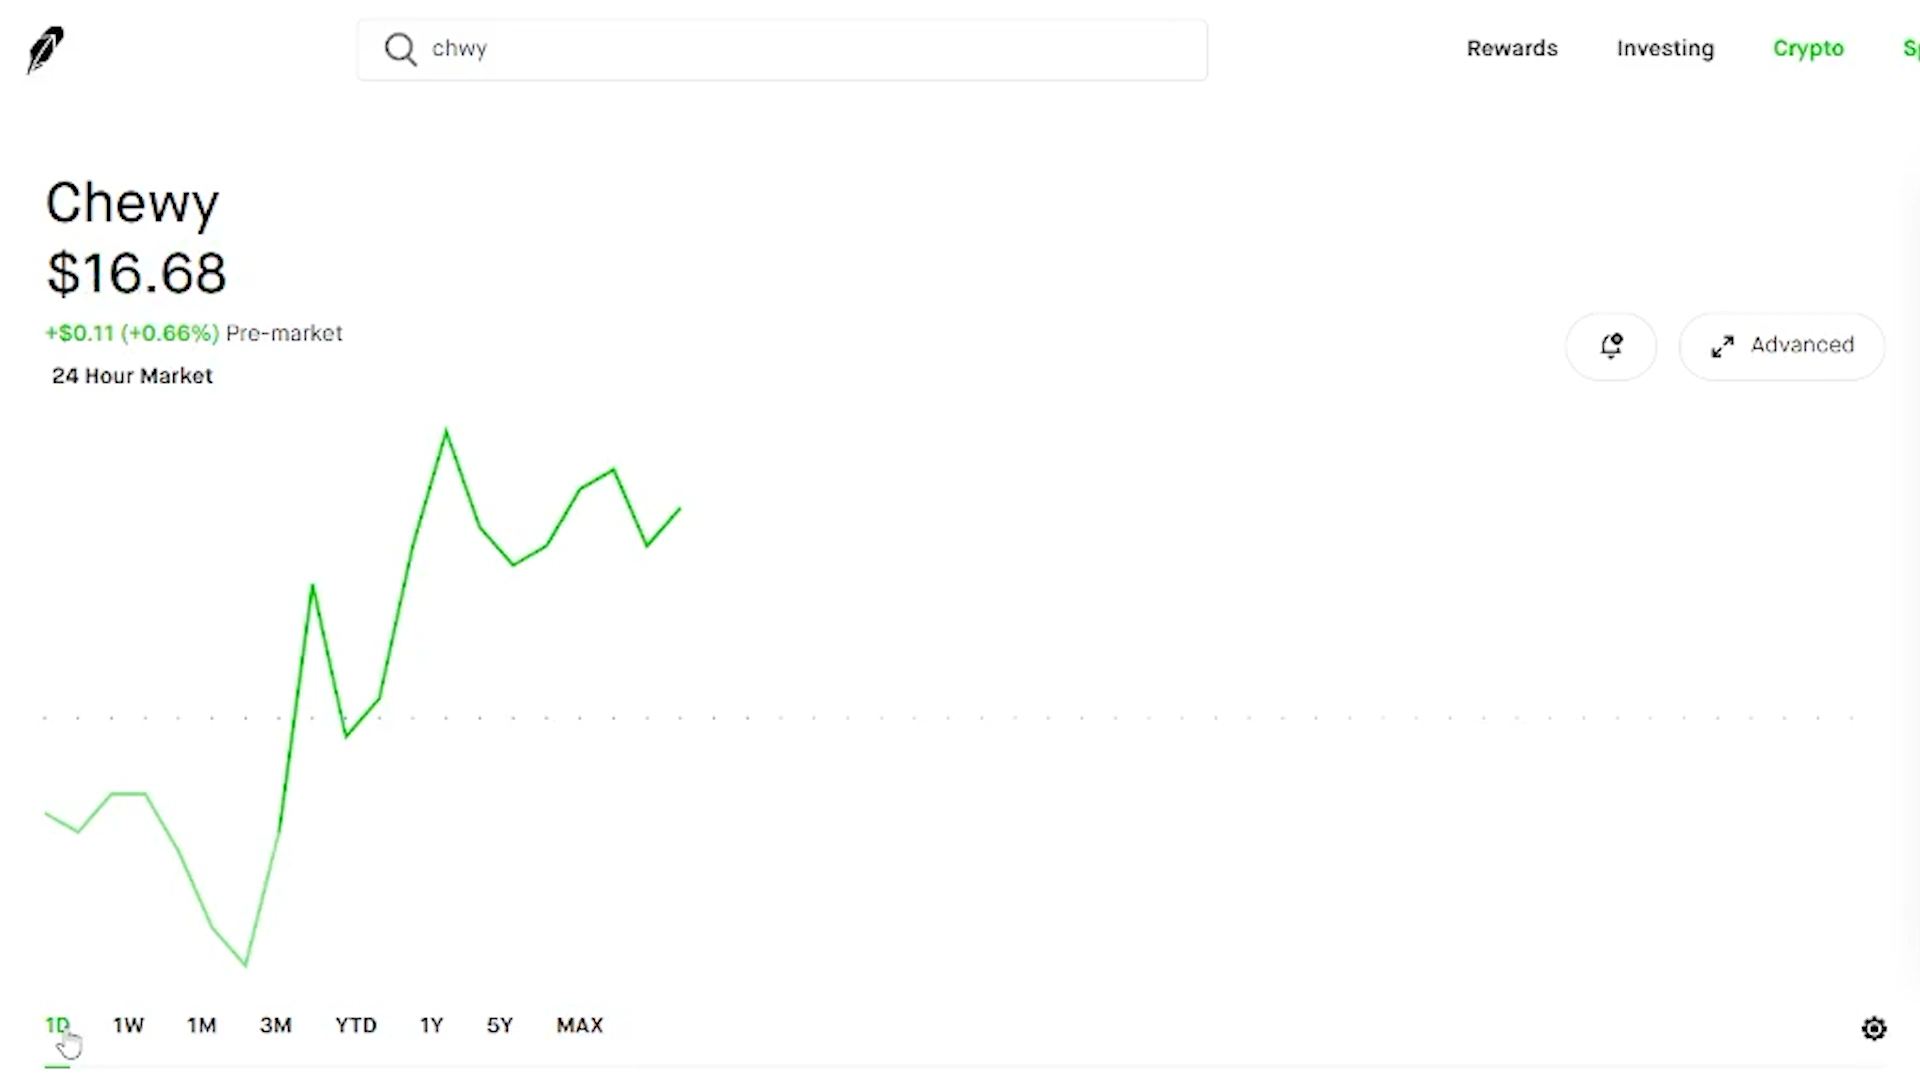 chwy
Rewards Investing Crypto
Chewy
$16.68
+$0.11 (+0.66%) Pre-market
24 Hour Market
Advanced
1D 1W 1M 3M YTD 1Y 5Y MAX